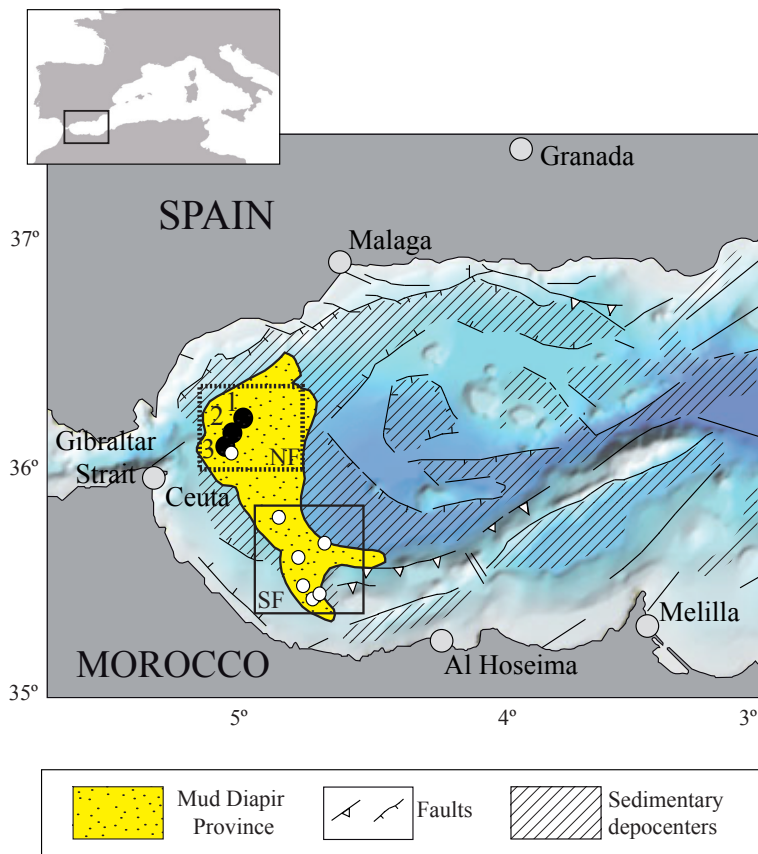 Granada
SPAIN
37º
Malaga
1
2
3
NF
Gibraltar
Strait
36º
Ceuta
SF
Melilla
MOROCCO
Al Hoseima
35º
5º
4º
3º
Mud Diapir
Province
Faults
Sedimentary
depocenters